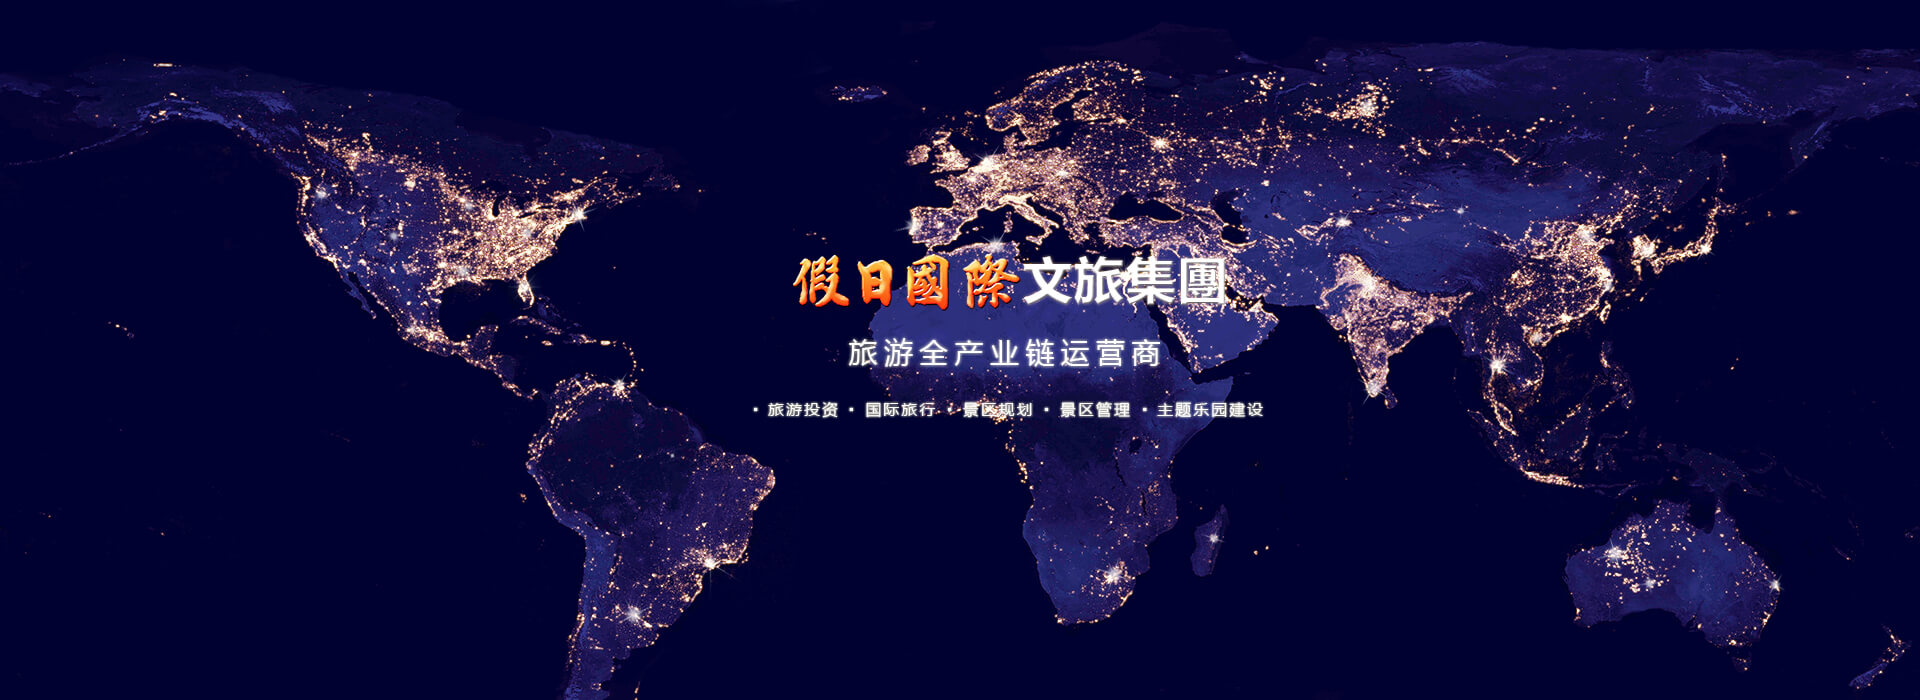 假日國際文旅集團
旅游全产业链运营商
· 旅游投资 · 国际旅行 · 景区规划 · 景区管理 · 主题乐园建设